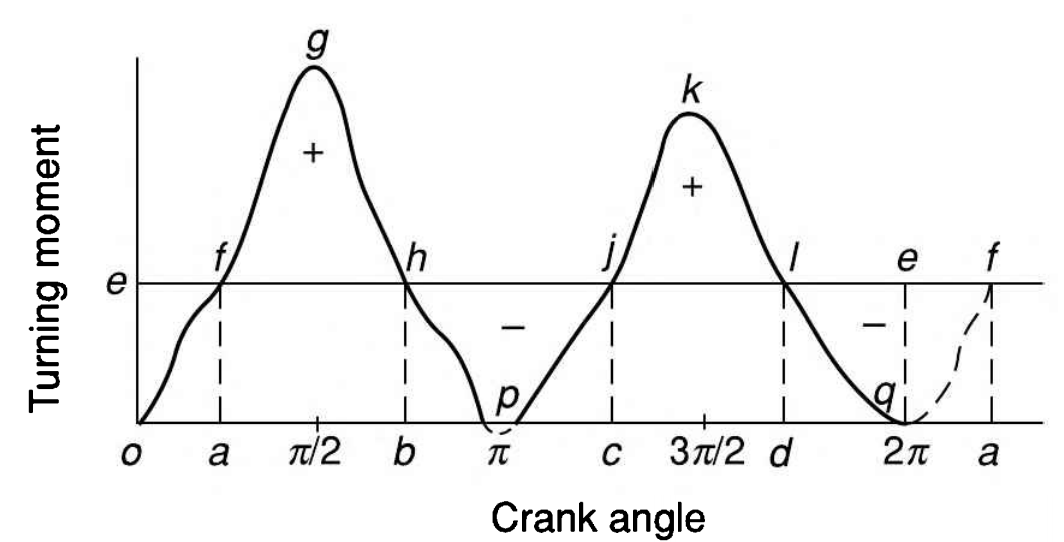 g
k
+
+
f
h
j
l
e
f
e
−
−
p
q
o
a
π/2
b
π
c
3π/2
d
2π
a
Turning moment
Crank angle